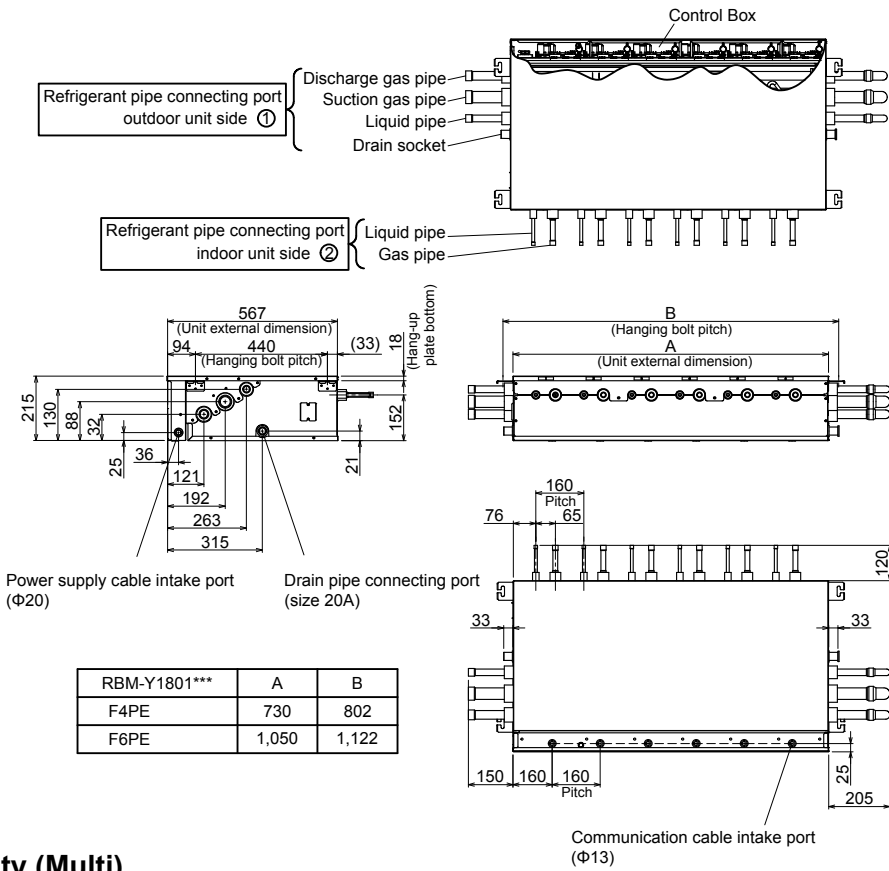 Control Box
Discharge gas pipe
Refrigerant pipe connecting port
outdoor unit side ①
Suction gas pipe
Liquid pipe
Drain socket
Refrigerant pipe connecting port
indoor unit side ②
Liquid pipe
Gas pipe
567
(Unit external dimension)
94
440
(33)
(Hanging bolt pitch)
18
(Hang-up
plate bottom)
215
130
88
32
25
36
121
192
263
315
21
152
B
(Hanging bolt pitch)
A
(Unit external dimension)
Power supply cable intake port
(Φ20)
Drain pipe connecting port
(size 20A)
160
Pitch
76
65
120
33
33
150
160
160
Pitch
25
205
Communication cable intake port
(Φ13)
RBM-Y1801*** A B
F4PE 730 802
F6PE 1,050 1,122
ty (Multi)